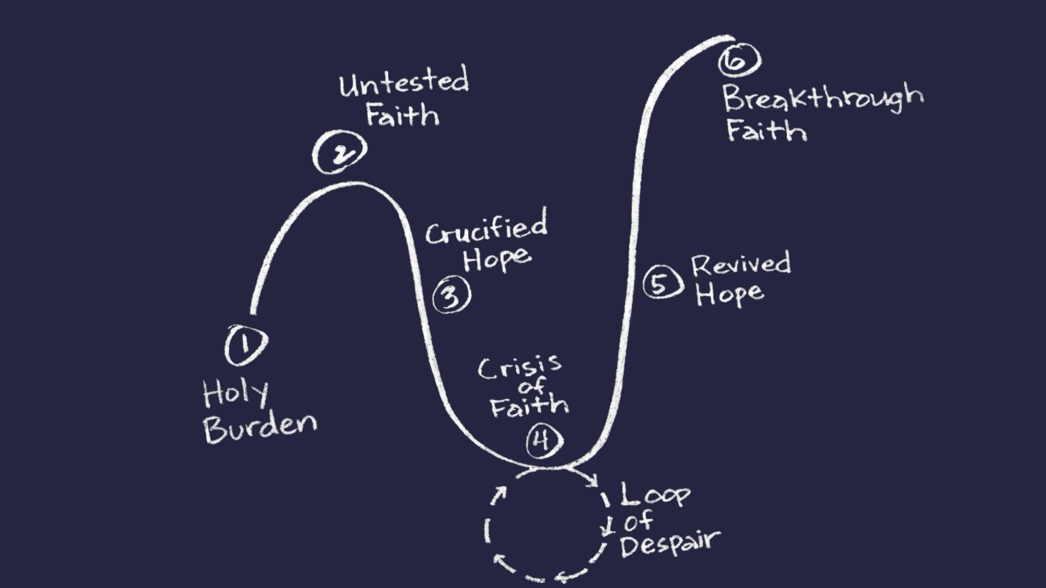 1
Holy
Burden
Untested
Faith
2
Crucified
Hope
3
Crisis
of
Faith
4
Loop
of
Despair
5
Revived
Hope
6
Breakthrough
Faith